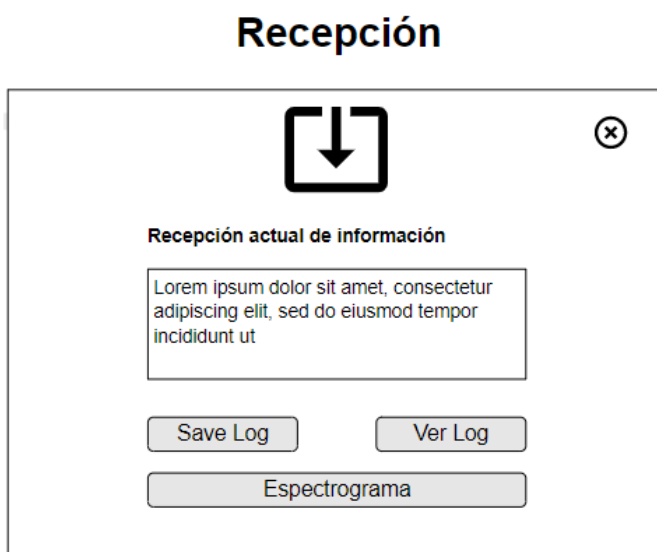 Recepción
Recepción actual de información
Lorem ipsum dolor sit amet, consectetur
adipiscing elit, sed do eiusmod tempor
incididunt ut
Save Log
Ver Log
Espectrograma